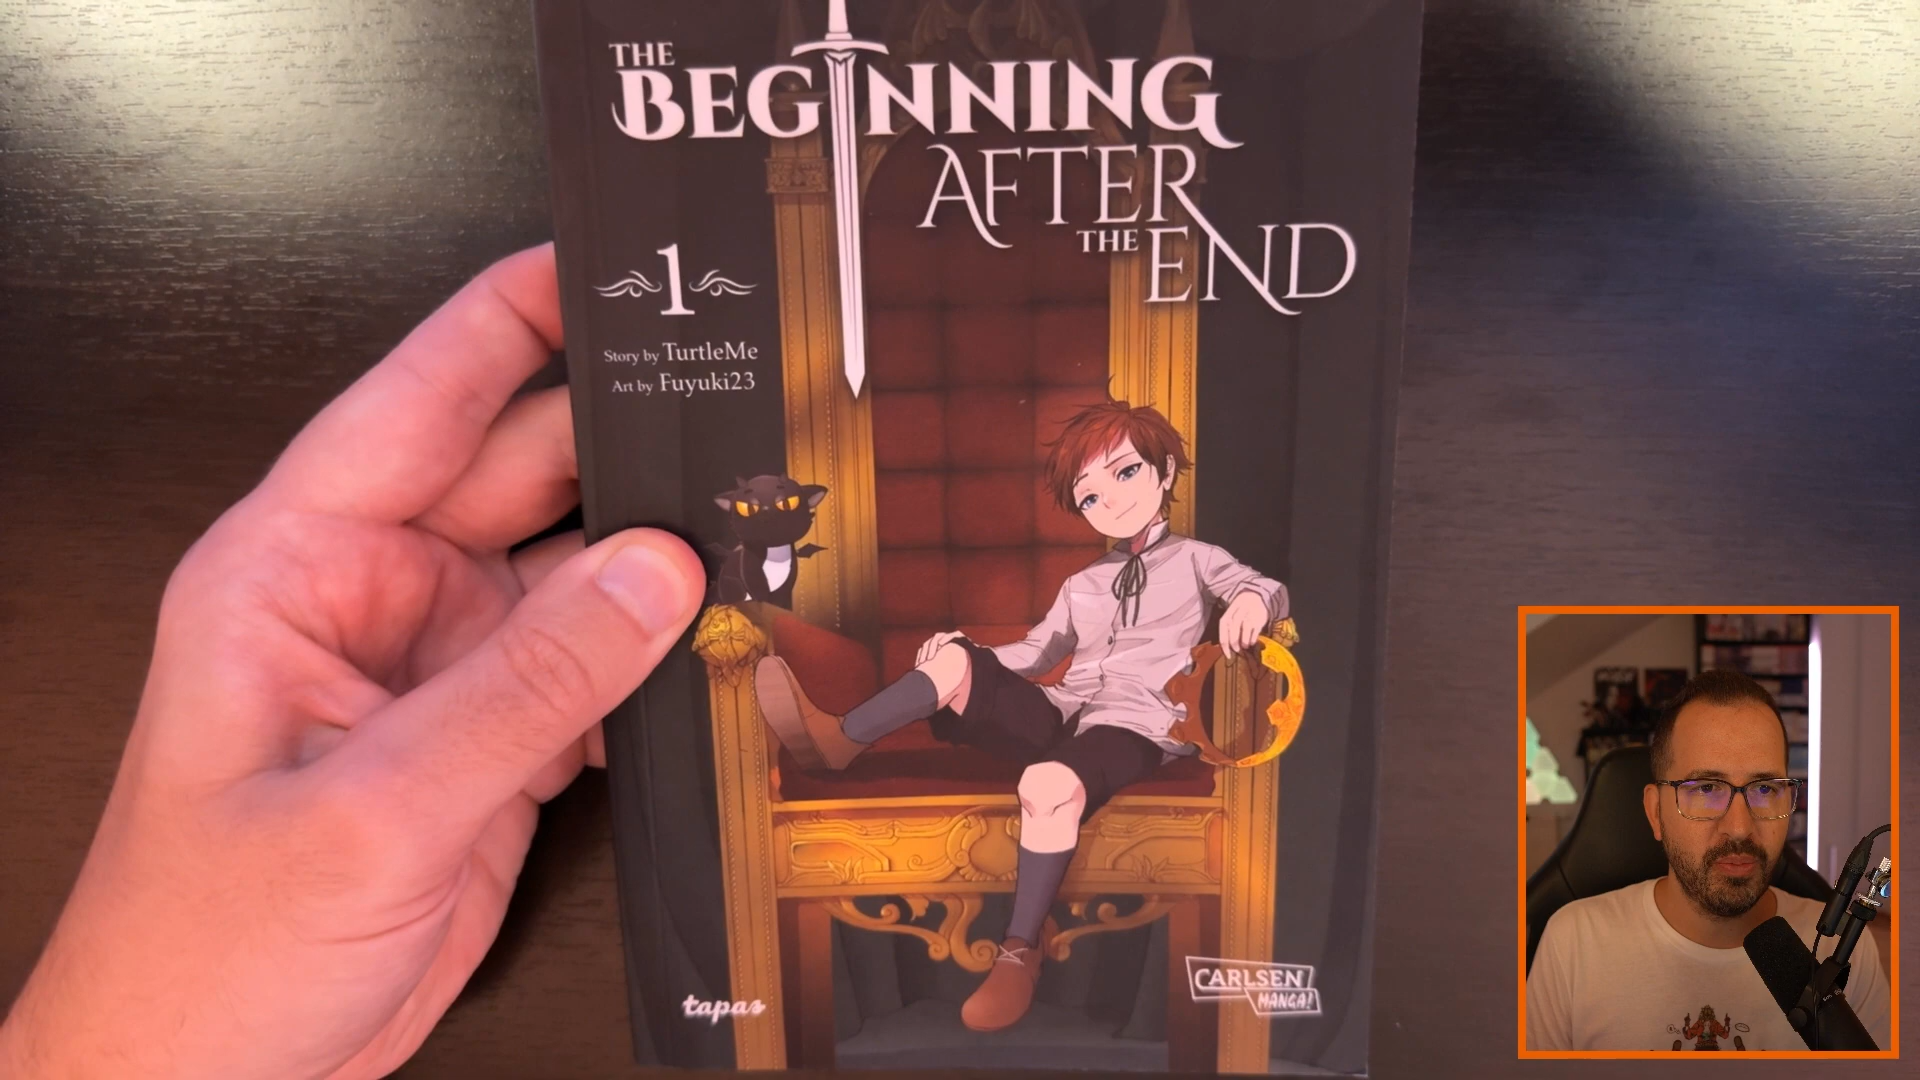 THE
BEGINNING
AFTER
THE END
1
Story by TurtleMe
Art by Fuyuki23
tapas
CARLSEN
MANGA!